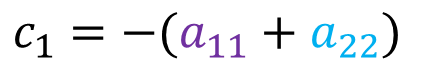 c₁ = −(a₁₁ + a₂₂)